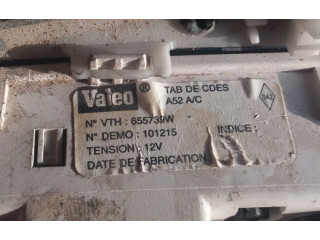 Valeo
TAB DE CDES
A52 A/C
N° VTH : 655739W
N° DEMO : 101215
INDICE :
TENSION : 12V
DATE DE FABRICATION